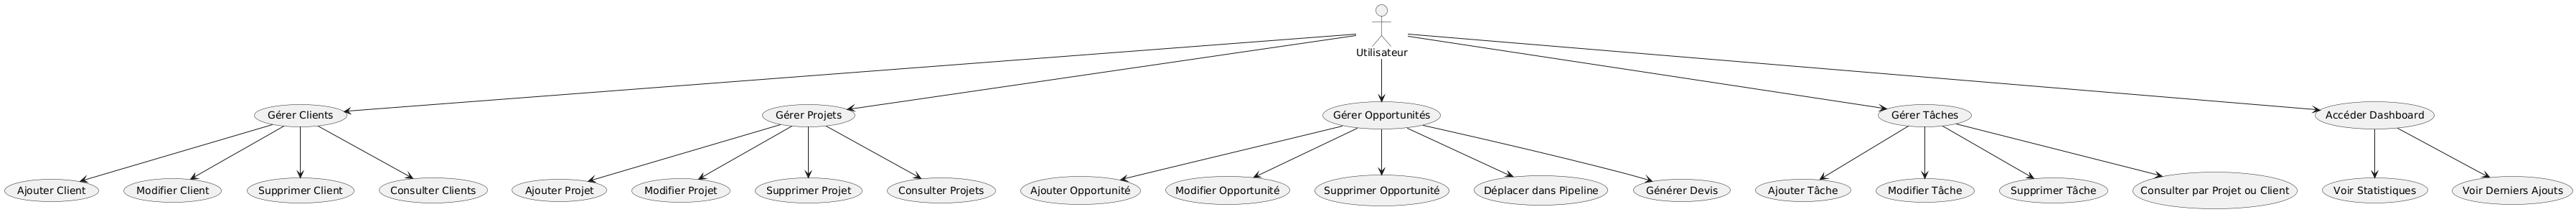 Utilisateur
Gérer Clients
Gérer Projets
Gérer Opportunités
Gérer Tâches
Accéder Dashboard
Ajouter Client
Modifier Client
Supprimer Client
Consulter Clients
Ajouter Projet
Modifier Projet
Supprimer Projet
Consulter Projets
Ajouter Opportunité
Modifier Opportunité
Supprimer Opportunité
Déplacer dans Pipeline
Générer Devis
Ajouter Tâche
Modifier Tâche
Supprimer Tâche
Consulter par Projet ou Client
Voir Statistiques
Voir Derniers Ajouts